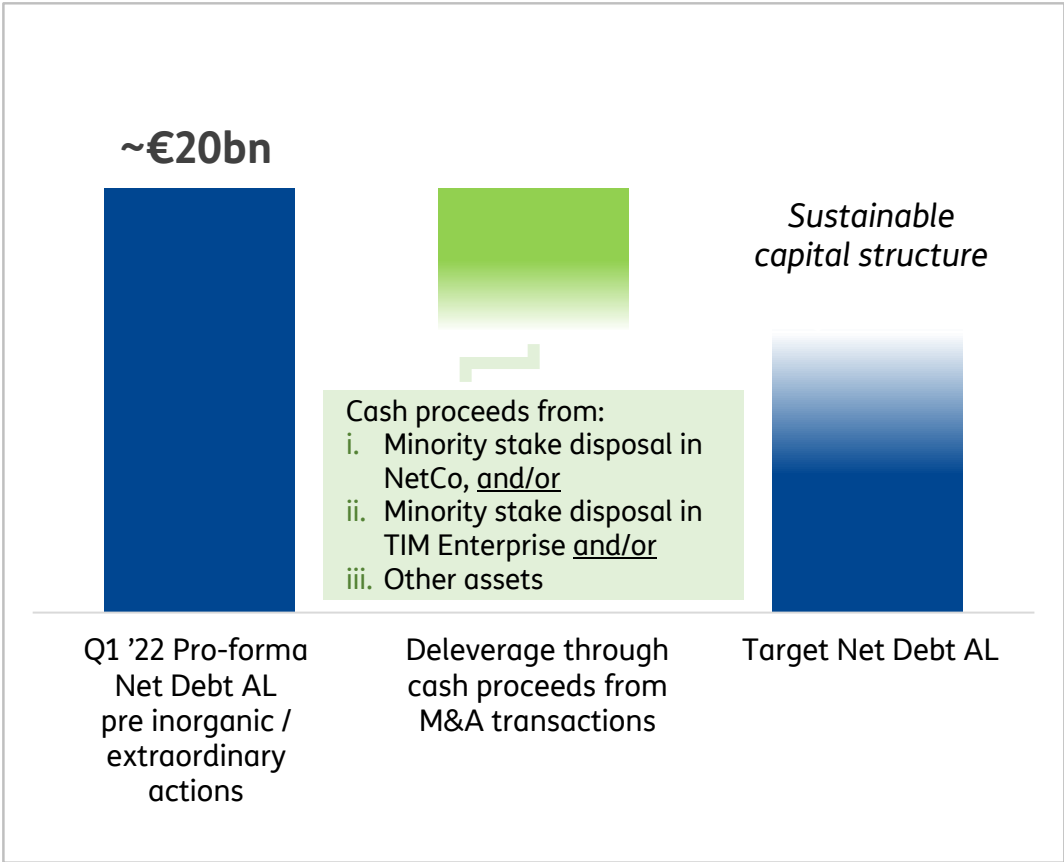 ~€20bn
Sustainable
capital structure
Cash proceeds from:
i. Minority stake disposal in
NetCo, and/or
ii. Minority stake disposal in
TIM Enterprise and/or
iii. Other assets
Q1 ’22 Pro-forma
Net Debt AL
pre inorganic /
extraordinary
actions
Deleverage through
cash proceeds from
M&A transactions
Target Net Debt AL